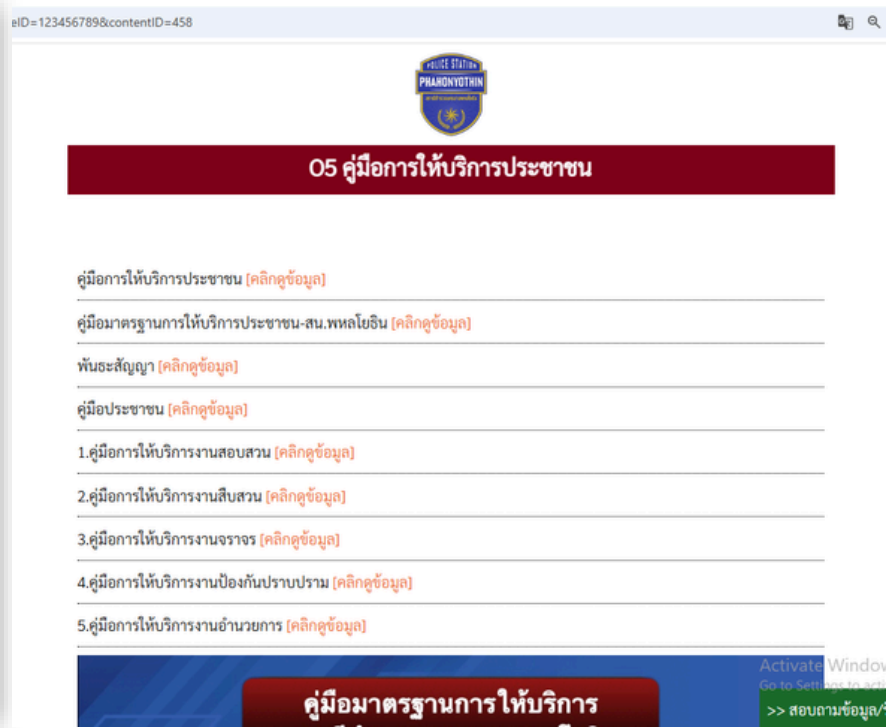 eID=123456789&contentID=458
POLICE STATION
PHAHONYOTHIN
O5 คู่มือการให้บริการประชาชน
คู่มือการให้บริการประชาชน [คลิกดูข้อมูล]
คู่มือมาตรฐานการให้บริการประชาชน-สน.พหลโยธิน [คลิกดูข้อมูล]
พันธะสัญญา [คลิกดูข้อมูล]
คู่มือประชาชน [คลิกดูข้อมูล]
1.คู่มือการให้บริการงานสอบสวน [คลิกดูข้อมูล]
2.คู่มือการให้บริการงานสืบสวน [คลิกดูข้อมูล]
3.คู่มือการให้บริการงานจราจร [คลิกดูข้อมูล]
4.คู่มือการให้บริการงานป้องกันปราบปราม [คลิกดูข้อมูล]
5.คู่มือการให้บริการงานอำนวยการ [คลิกดูข้อมูล]
คู่มือมาตรฐานการให้บริการ
Activate Window
Go to Settings to acti
>> สอบถามข้อมูล/